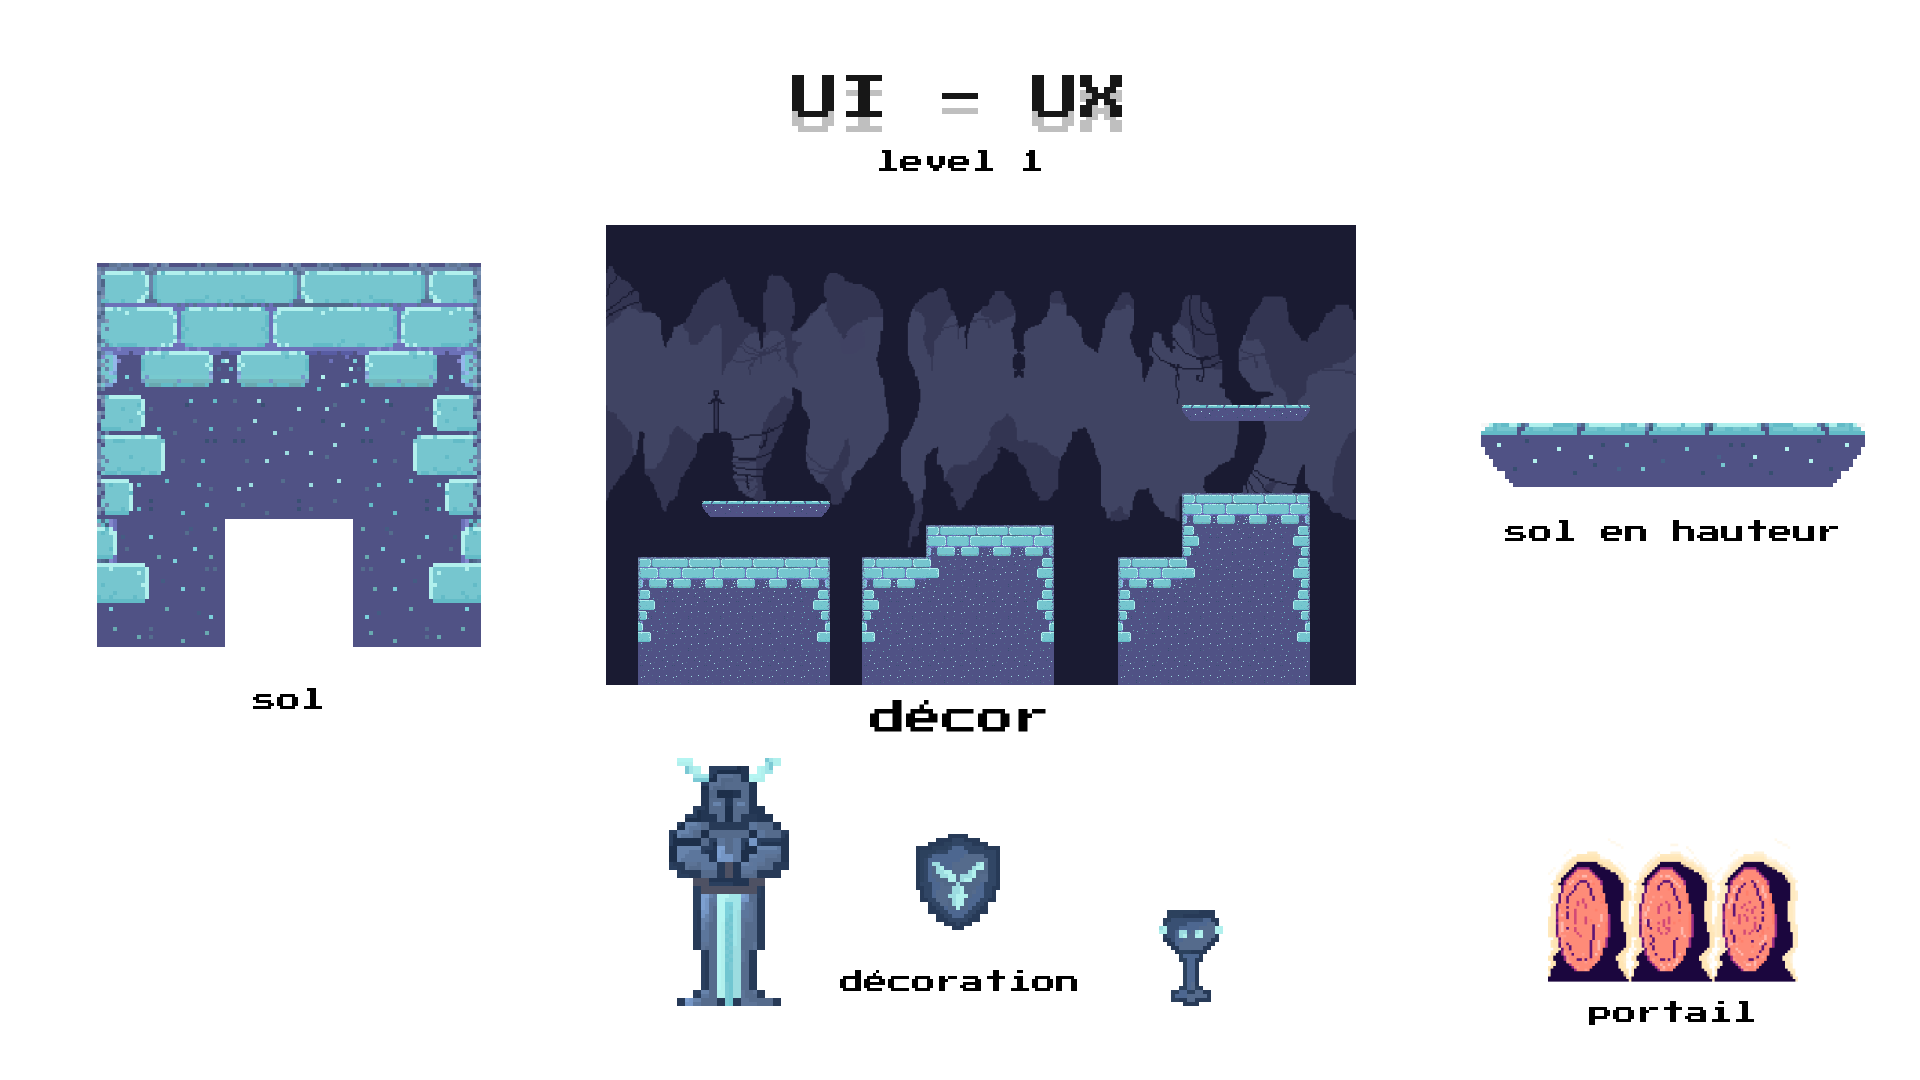 UI = UX
level 1
sol
décor
sol en hauteur
décoration
portail